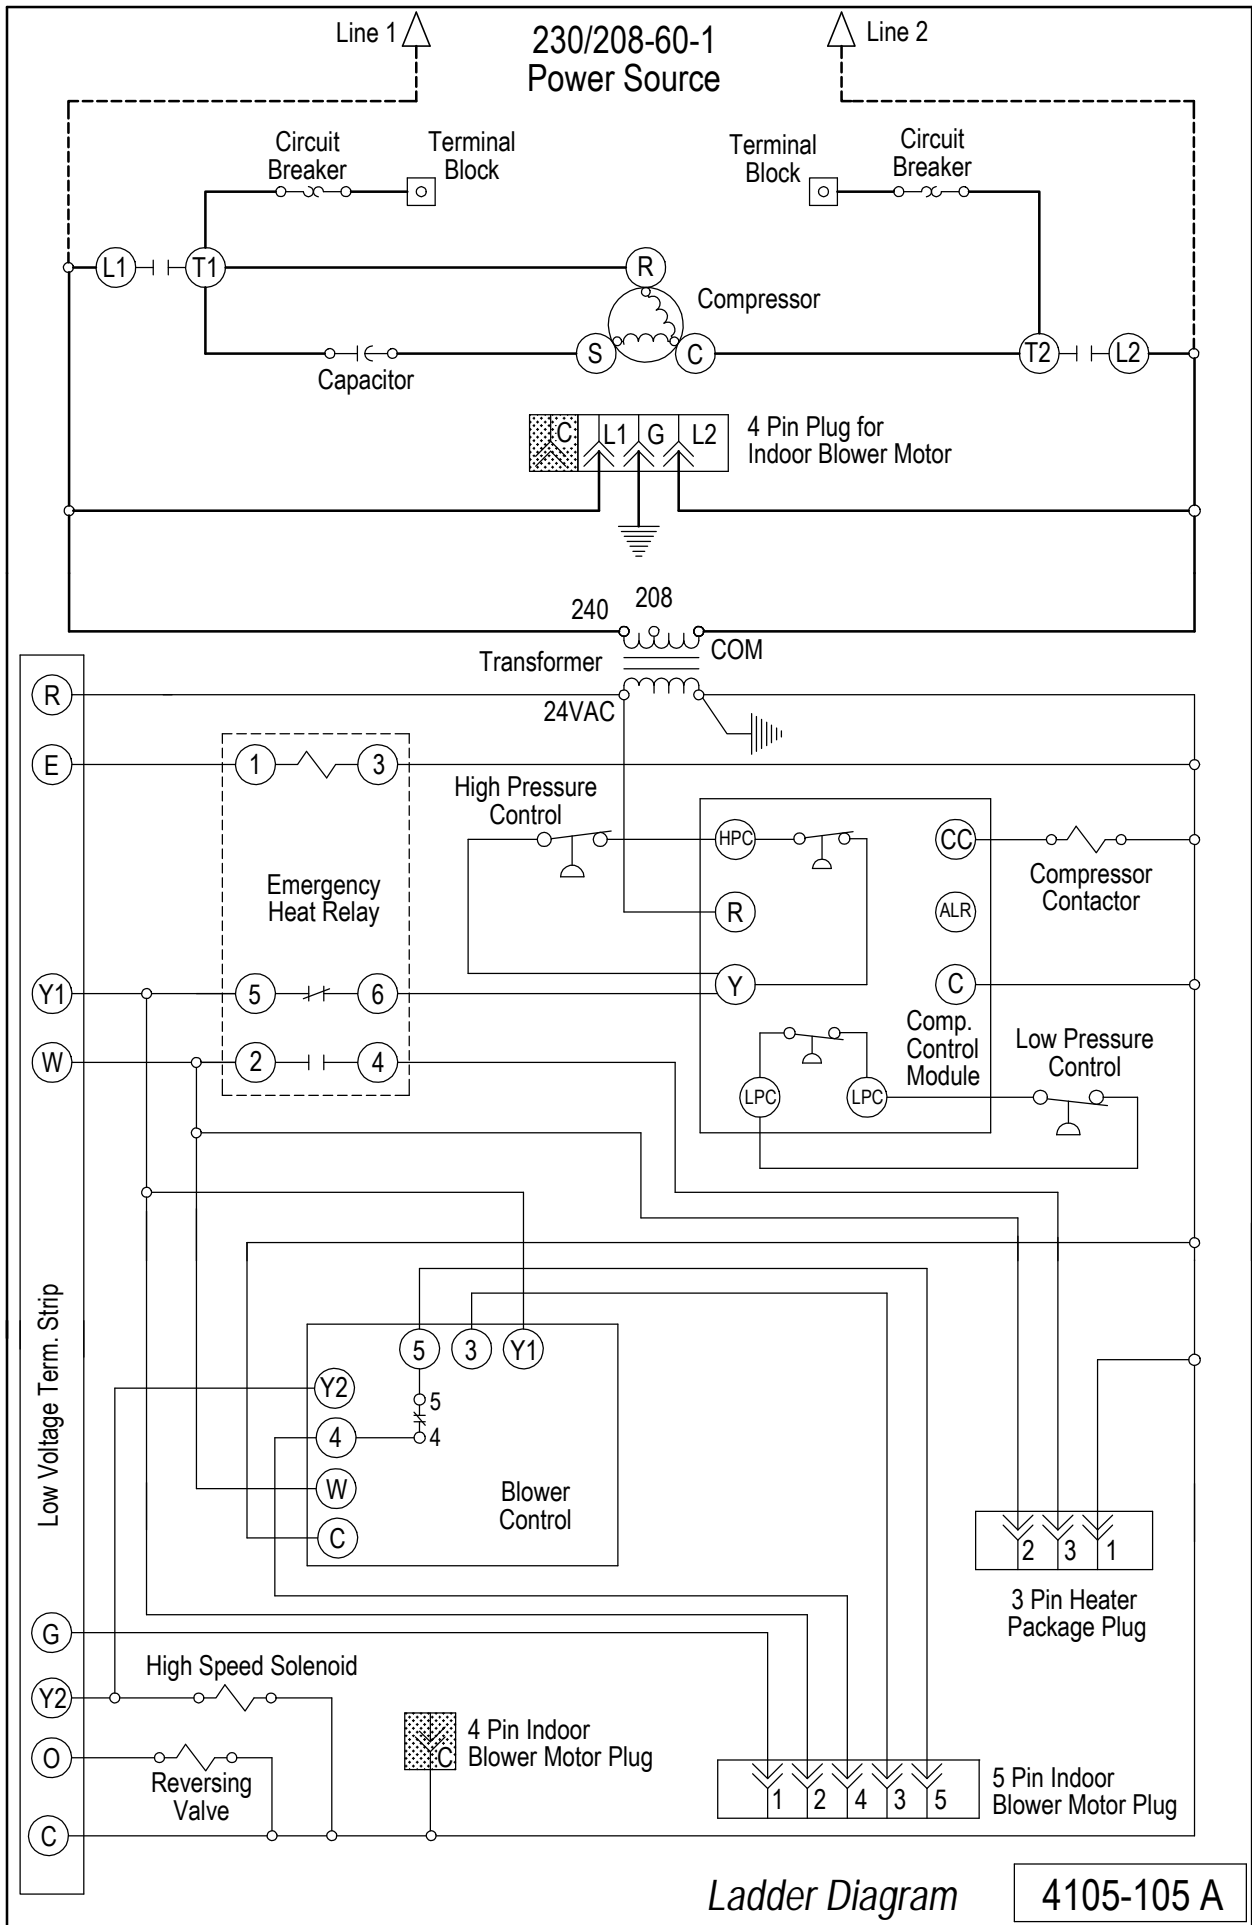 Line 1
230/208-60-1
Power Source
Line 2
Circuit
Breaker
Terminal
Block
Terminal
Block
Circuit
Breaker
L1
T1
R
Compressor
S
C
T2
L2
Capacitor
C
L1
G
L2
4 Pin Plug for
Indoor Blower Motor
240
208
Transformer
COM
24VAC
R
E
1
3
High Pressure
Control
HPC
CC
Compressor
Contactor
Emergency
Heat Relay
R
ALR
Y1
5
6
Y
C
W
2
4
Comp.
Control
Module
Low Pressure
Control
LPC
LPC
Low Voltage Term. Strip
5
3
Y1
Y2
5
4
4
W
C
Blower
Control
2
3
1
3 Pin Heater
Package Plug
G
High Speed Solenoid
Y2
O
Reversing
Valve
C
C
4 Pin Indoor
Blower Motor Plug
1
2
4
3
5
5 Pin Indoor
Blower Motor Plug
Ladder Diagram
4105-105 A